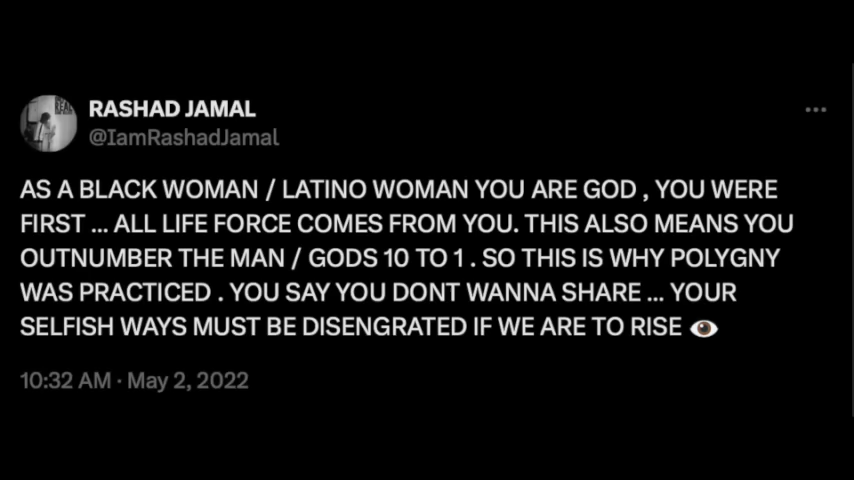 RASHAD JAMAL
@IamRashadJamal
AS A BLACK WOMAN / LATINO WOMAN YOU ARE GOD , YOU WERE
FIRST ... ALL LIFE FORCE COMES FROM YOU. THIS ALSO MEANS YOU
OUTNUMBER THE MAN / GODS 10 TO 1 . SO THIS IS WHY POLYGNY
WAS PRACTICED . YOU SAY YOU DONT WANNA SHARE ... YOUR
SELFISH WAYS MUST BE DISENGRATED IF WE ARE TO RISE 👁️
10:32 AM · May 2, 2022